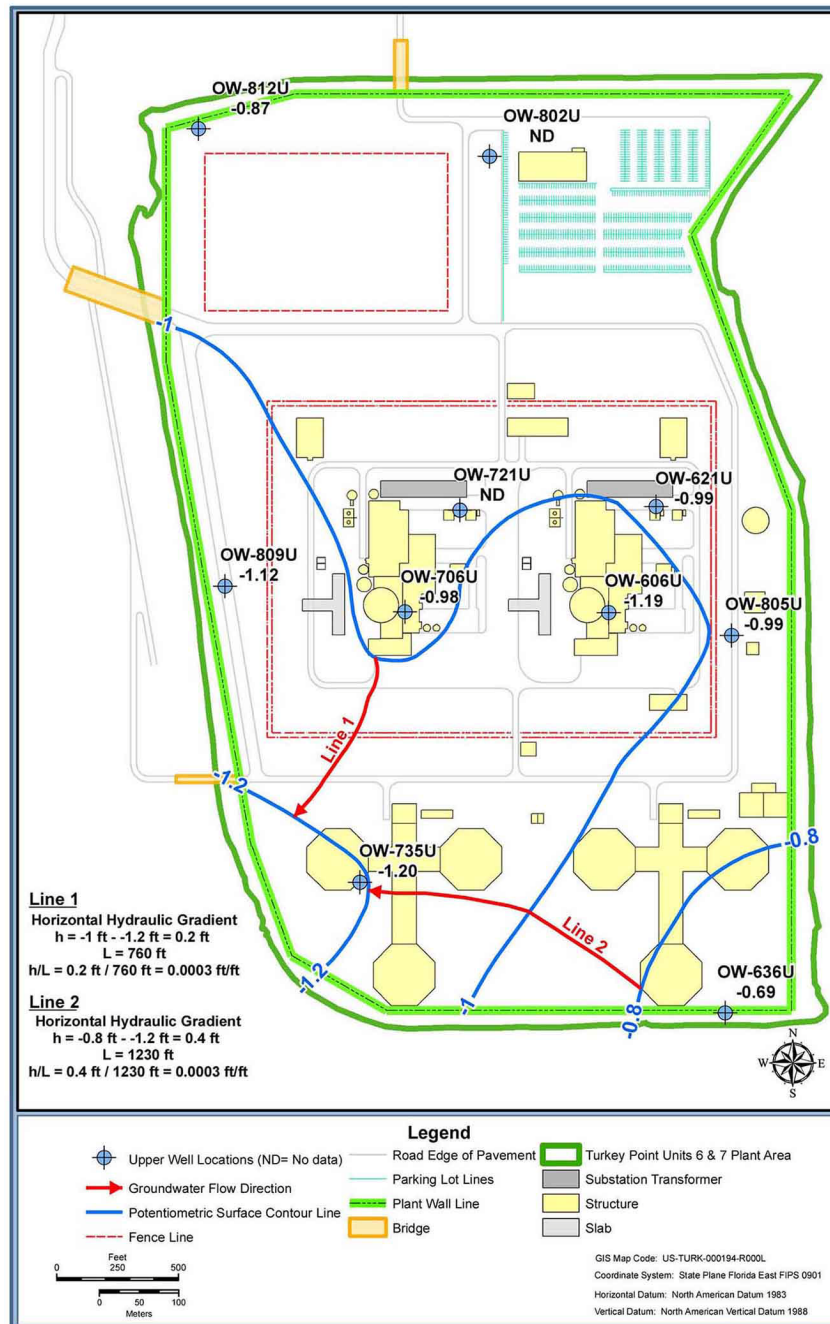 OW-812U
-0.87
OW-802U
ND
-1
OW-721U
ND
OW-621U
-0.99
OW-809U
-1.12
OW-706U
-0.98
OW-606U
-1.19
OW-805U
-0.99
Line 1
-1.2
-0.8
OW-735U
-1.20
Line 2
-1.2
-1
-0.8
OW-636U
-0.69
Line 1
Horizontal Hydraulic Gradient
h = -1 ft - -1.2 ft = 0.2 ft
L = 760 ft
h/L = 0.2 ft / 760 ft = 0.0003 ft/ft
Line 2
Horizontal Hydraulic Gradient
h = -0.8 ft - -1.2 ft = 0.4 ft
L = 1230 ft
h/L = 0.4 ft / 1230 ft = 0.0003 ft/ft
N
W E
S
Legend
Upper Well Locations (ND= No data)
Groundwater Flow Direction
Potentiometric Surface Contour Line
Fence Line
Road Edge of Pavement
Parking Lot Lines
Plant Wall Line
Bridge
Turkey Point Units 6 & 7 Plant Area
Substation Transformer
Structure
Slab
Feet
0 250 500
0 50 100
Meters
GIS Map Code: US-TURK-000194-R000L
Coordinate System: State Plane Florida East FIPS 0901
Horizontal Datum: North American Datum 1983
Vertical Datum: North American Vertical Datum 1988